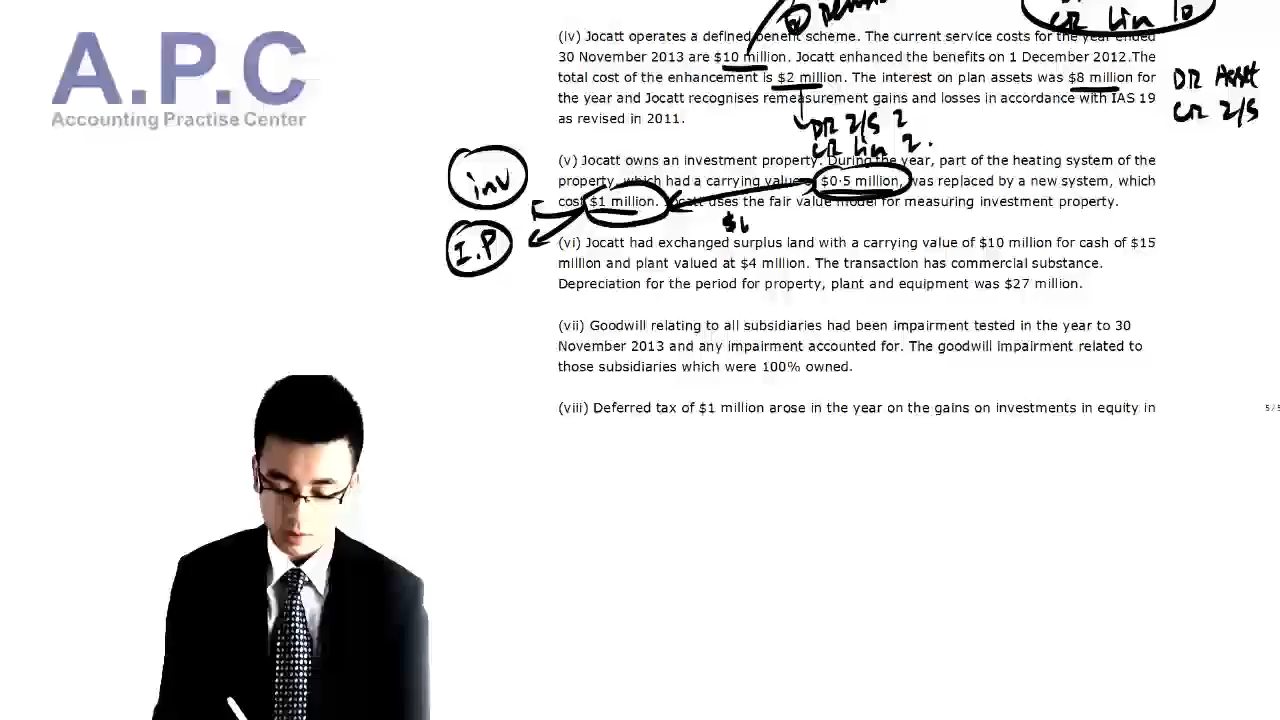 A.P.C
Accounting Practise Center
CR Lia 10
(iv) Jocatt operates a defined benefit scheme. The current service costs for the year ended
30 November 2013 are $10 million. Jocatt enhanced the benefits on 1 December 2012.The
total cost of the enhancement is $2 million. The interest on plan assets was $8 million for
the year and Jocatt recognises remeasurement gains and losses in accordance with IAS 19
as revised in 2011.
DR Asset
CR I/S
DR I/S 2
CR Lia 2.
(v) Jocatt owns an investment property. During the year, part of the heating system of the
property, which had a carrying value $0·5 million, was replaced by a new system, which
cost $1 million. Jocatt uses the fair value model for measuring investment property.
inv
I.P
(vi) Jocatt had exchanged surplus land with a carrying value of $10 million for cash of $15
million and plant valued at $4 million. The transaction has commercial substance.
Depreciation for the period for property, plant and equipment was $27 million.
(vii) Goodwill relating to all subsidiaries had been impairment tested in the year to 30
November 2013 and any impairment accounted for. The goodwill impairment related to
those subsidiaries which were 100% owned.
(viii) Deferred tax of $1 million arose in the year on the gains on investments in equity in